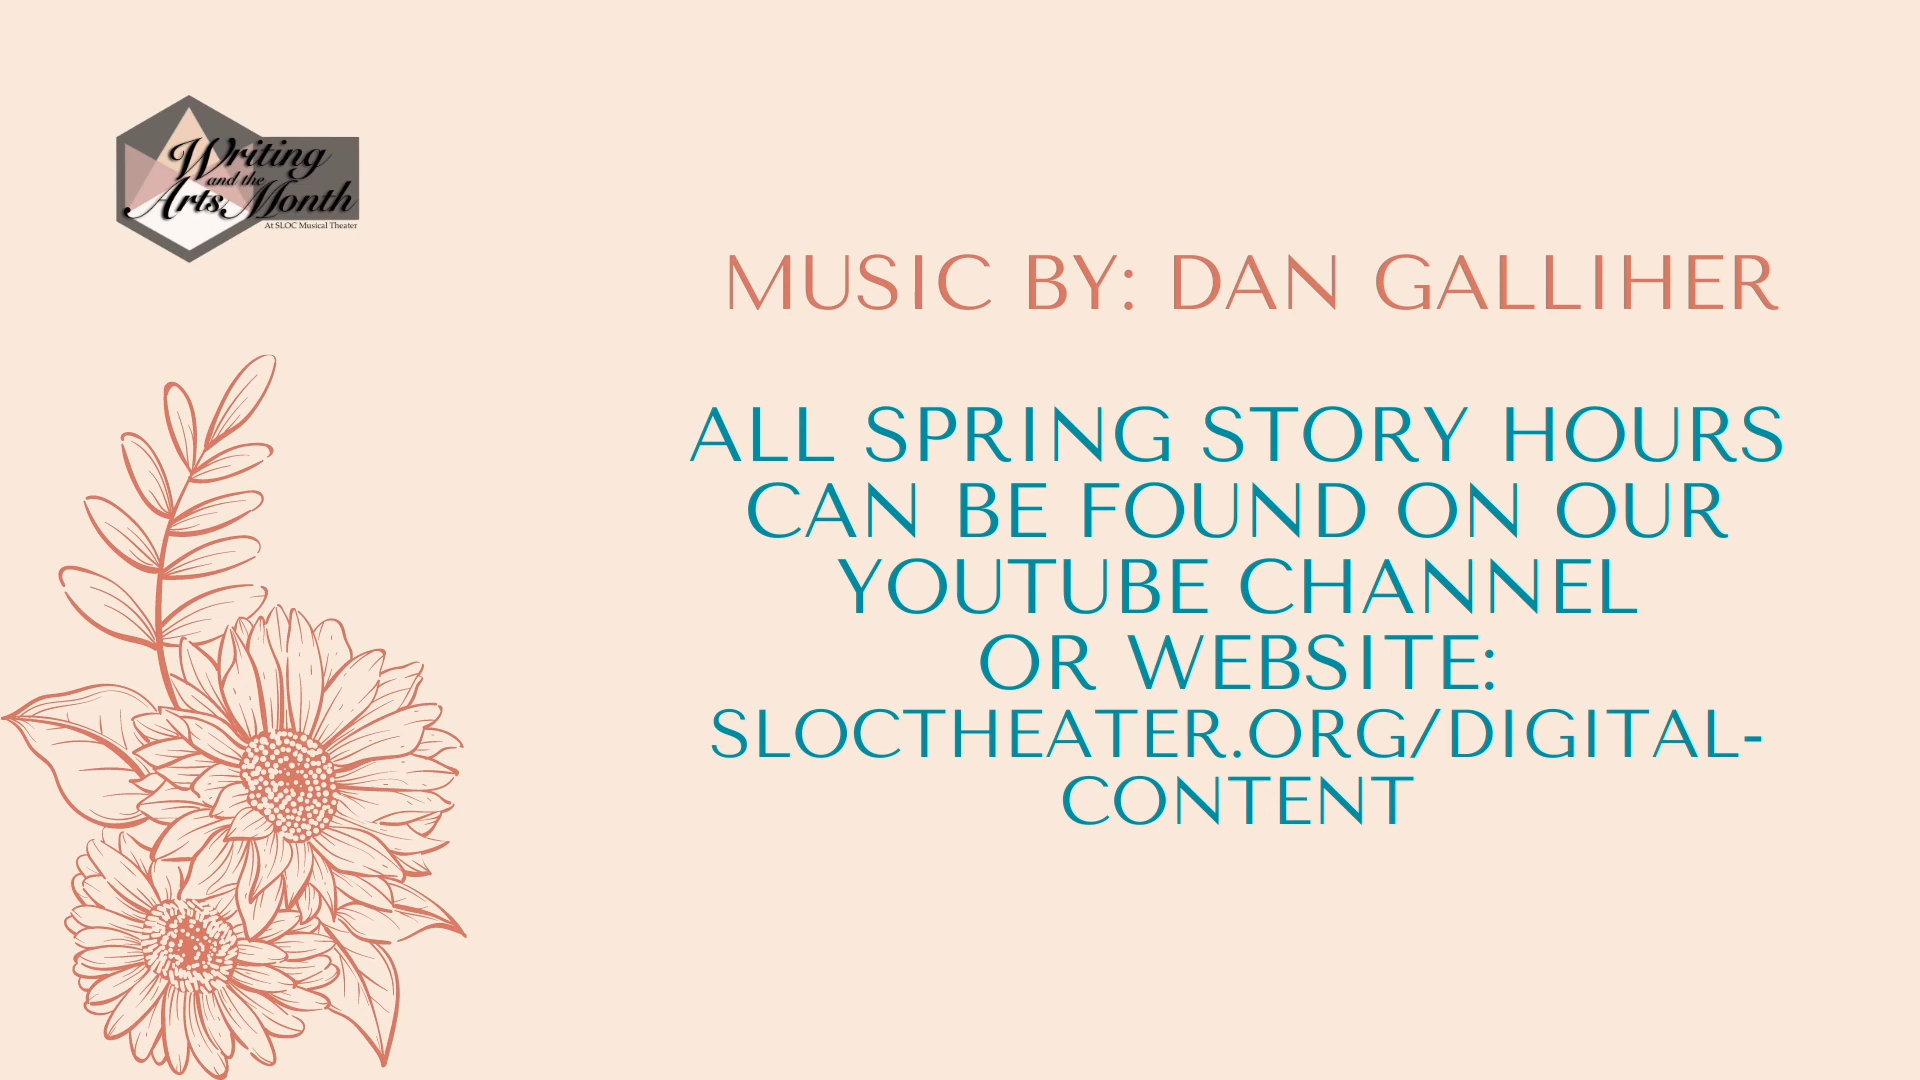 Writing
and the
Arts Month
At SLOC Musical Theater
MUSIC BY: DAN GALLIHER
ALL SPRING STORY HOURS
CAN BE FOUND ON OUR
YOUTUBE CHANNEL
OR WEBSITE:
SLOCTHEATER.ORG/DIGITAL-
CONTENT